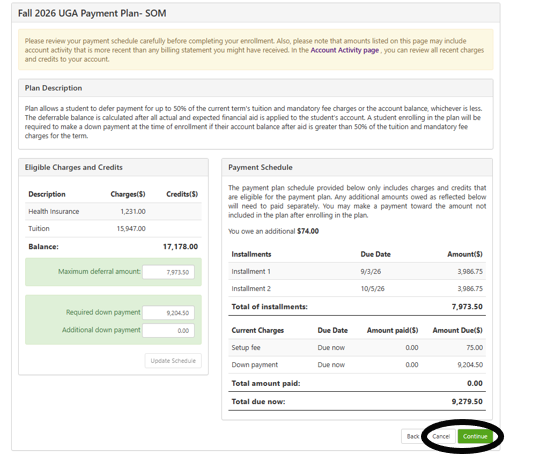 Fall 2026 UGA Payment Plan- SOM
Please review your payment schedule carefully before completing your enrollment. Also, please note that amounts listed on this page may include
account activity that is more recent than any billing statement you might have received. In the Account Activity page , you can review all recent charges
and credits to your account.
Plan Description
Plan allows a student to defer payment for up to 50% of the current term's tuition and mandatory fee charges or the account balance, whichever is less.
The deferrable balance is calculated after all actual and expected financial aid is applied to the student's account. A student enrolling in the plan will be
required to make a down payment at the time of enrollment if their account balance after aid is greater than 50% of the tuition and mandatory fee
charges for the term.
Eligible Charges and Credits
Description Charges($) Credits($)
Health Insurance 1,231.00
Tuition 15,947.00
Balance: 17,178.00
Maximum deferral amount: 7,973.50
Required down payment 9,204.50
Additional down payment 0.00
Update Schedule
Payment Schedule
The payment plan schedule provided below only includes charges and credits that
are eligible for the payment plan. Any additional amounts owed as reflected below
will need to paid separately. You may make a payment toward the amount not
included in the plan after enrolling in the plan.
You owe an additional $74.00
Installments Due Date Amount($)
Installment 1 9/3/26 3,986.75
Installment 2 10/5/26 3,986.75
Total of installments: 7,973.50
Current Charges Due Date Amount paid($) Amount Due($)
Setup fee Due now 0.00 75.00
Down payment Due now 0.00 9,204.50
Total amount paid: 0.00
Total due now: 9,279.50
Back Cancel Continue